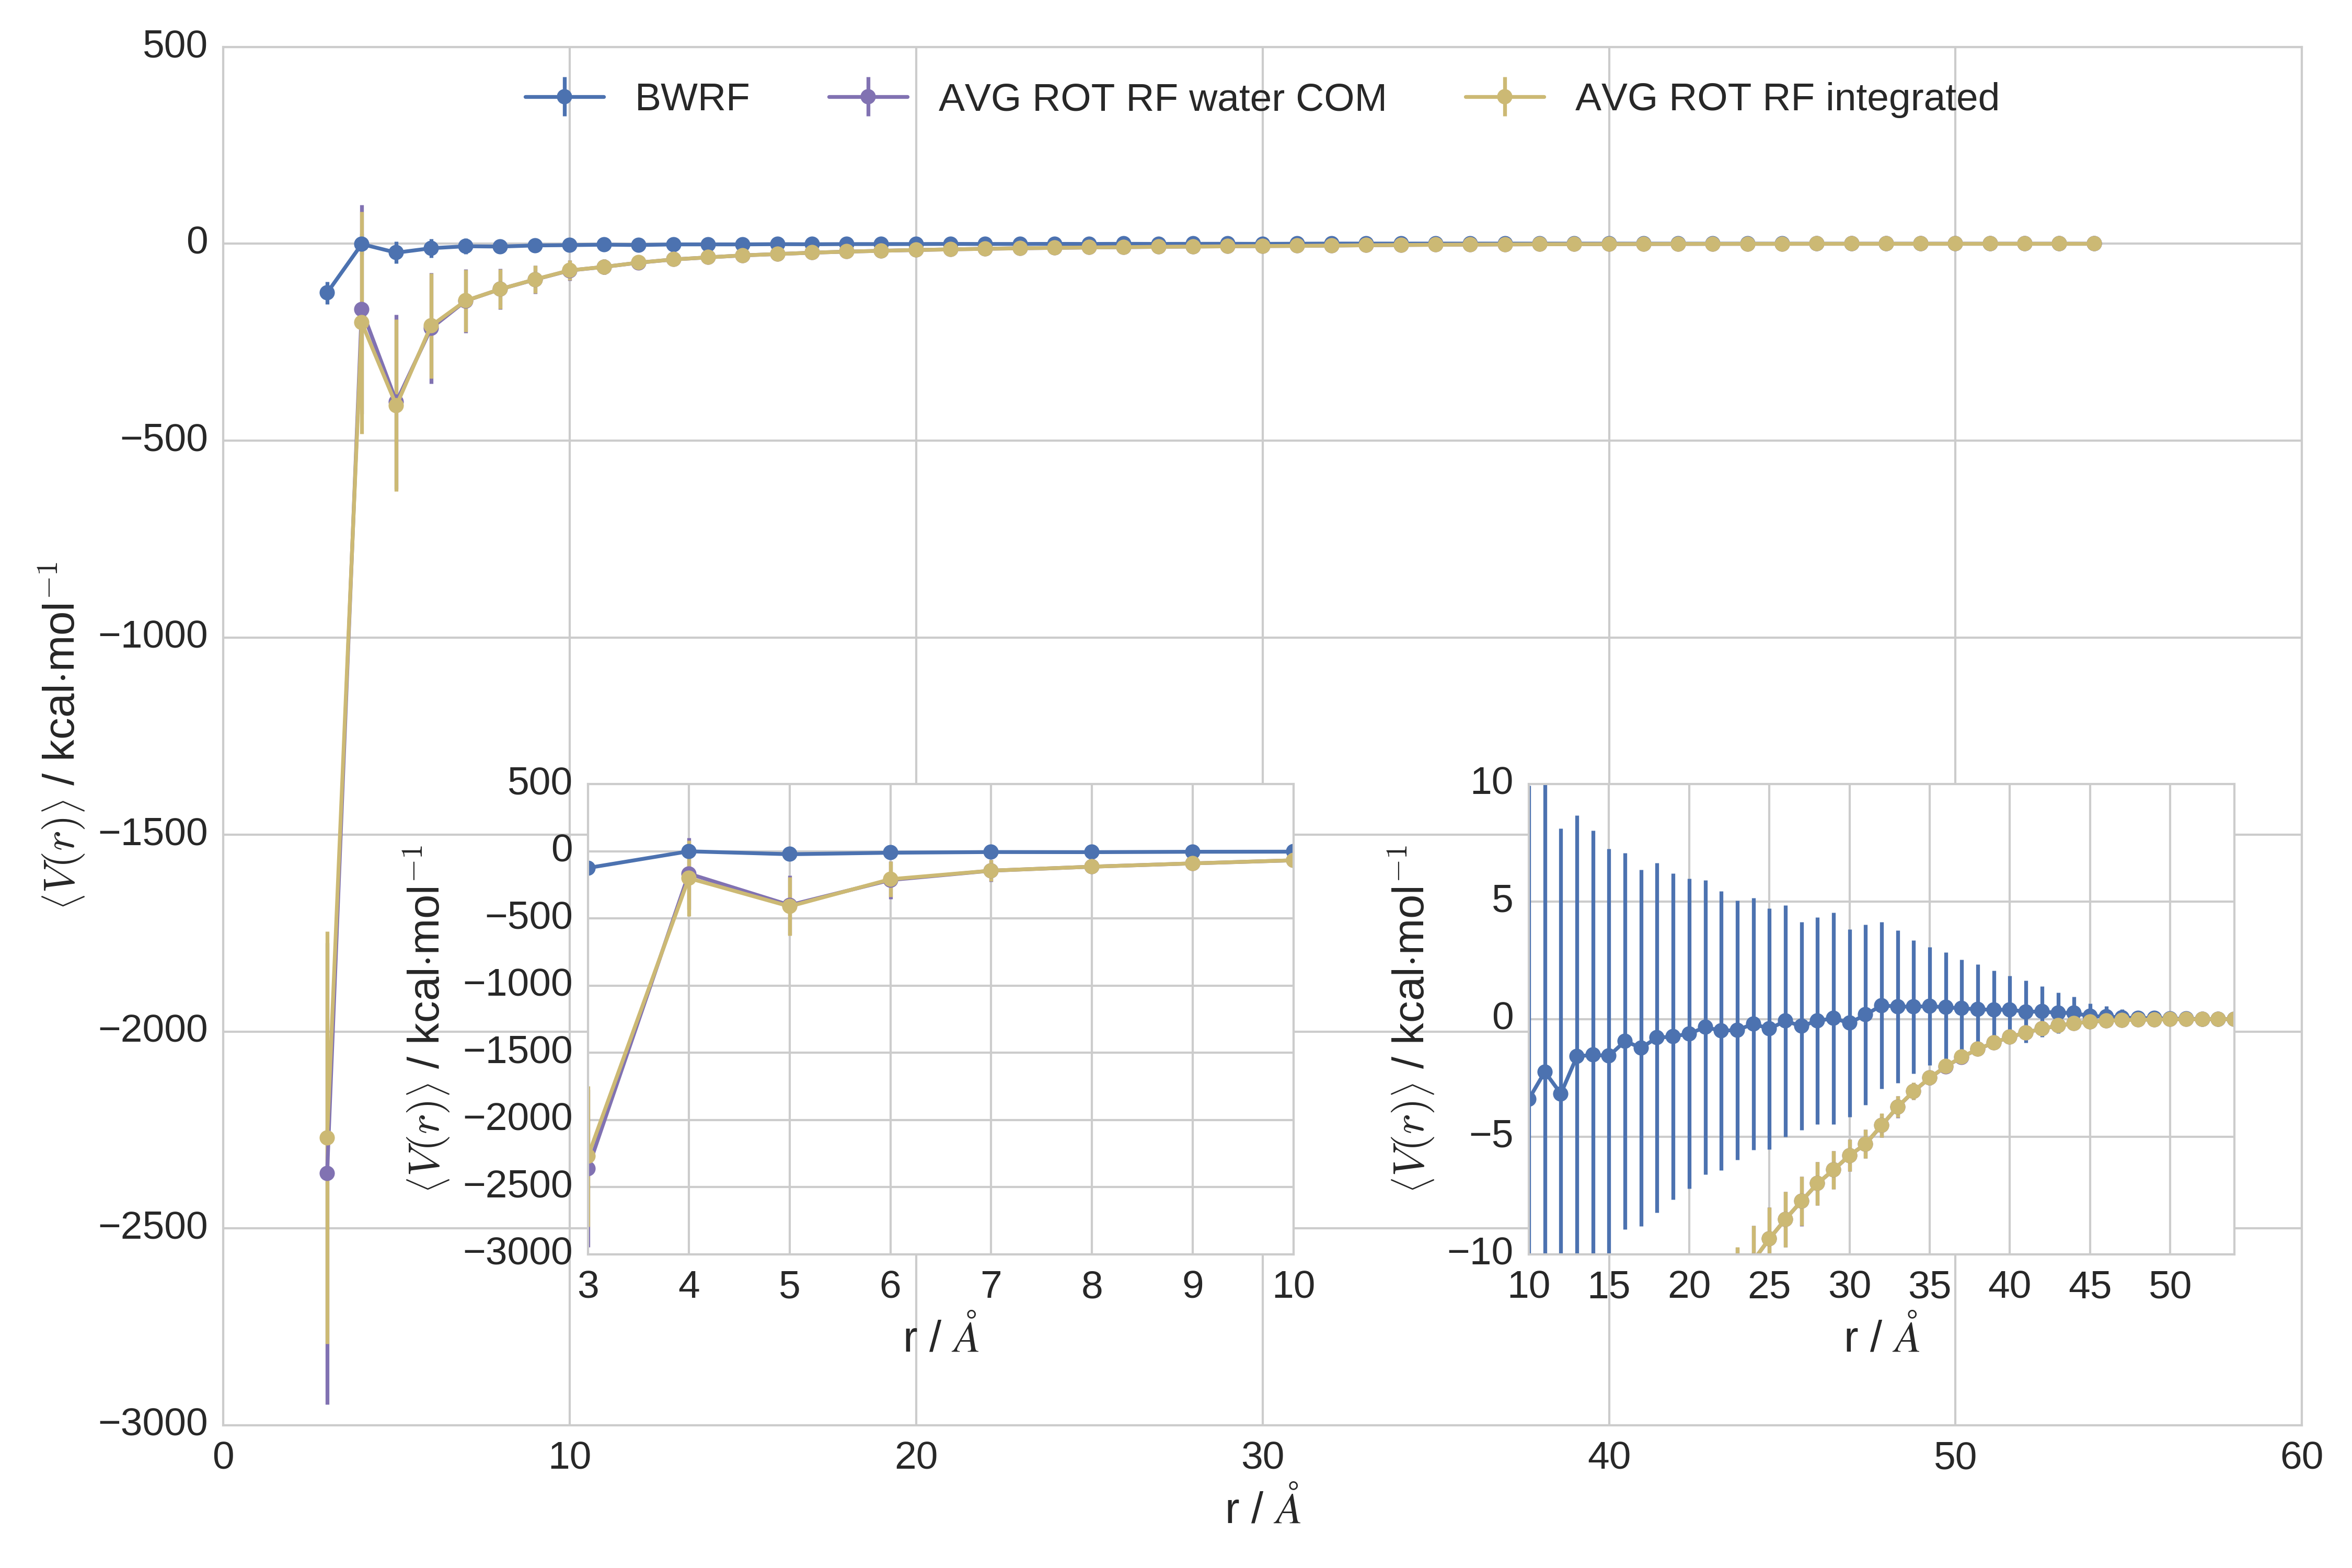 BWRF AVG ROT RF water COM AVG ROT RF integrated
500
0
−500
−1000
−1500
−2000
−2500
−3000
⟨V(r)⟩ / kcal·mol⁻¹
0 10 20 30 40 50 60
r / Å
500
0
−500
−1000
−1500
−2000
−2500
−3000
⟨V(r)⟩ / kcal·mol⁻¹
3 4 5 6 7 8 9 10
r / Å
10
5
0
−5
−10
⟨V(r)⟩ / kcal·mol⁻¹
10 15 20 25 30 35 40 45 50
r / Å